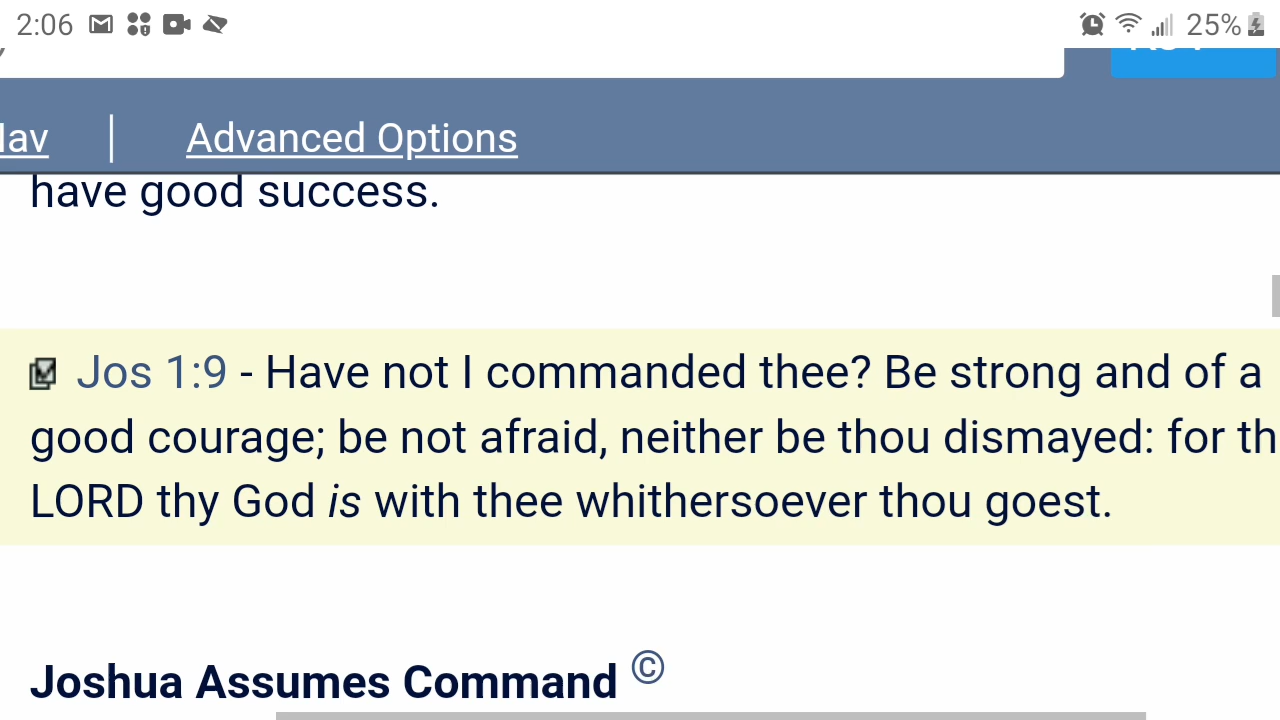 2:06 25%
Advanced Options
have good success.
Jos 1:9 - Have not I commanded thee? Be strong and of a
good courage; be not afraid, neither be thou dismayed: for th
LORD thy God is with thee whithersoever thou goest.
Joshua Assumes Command ©